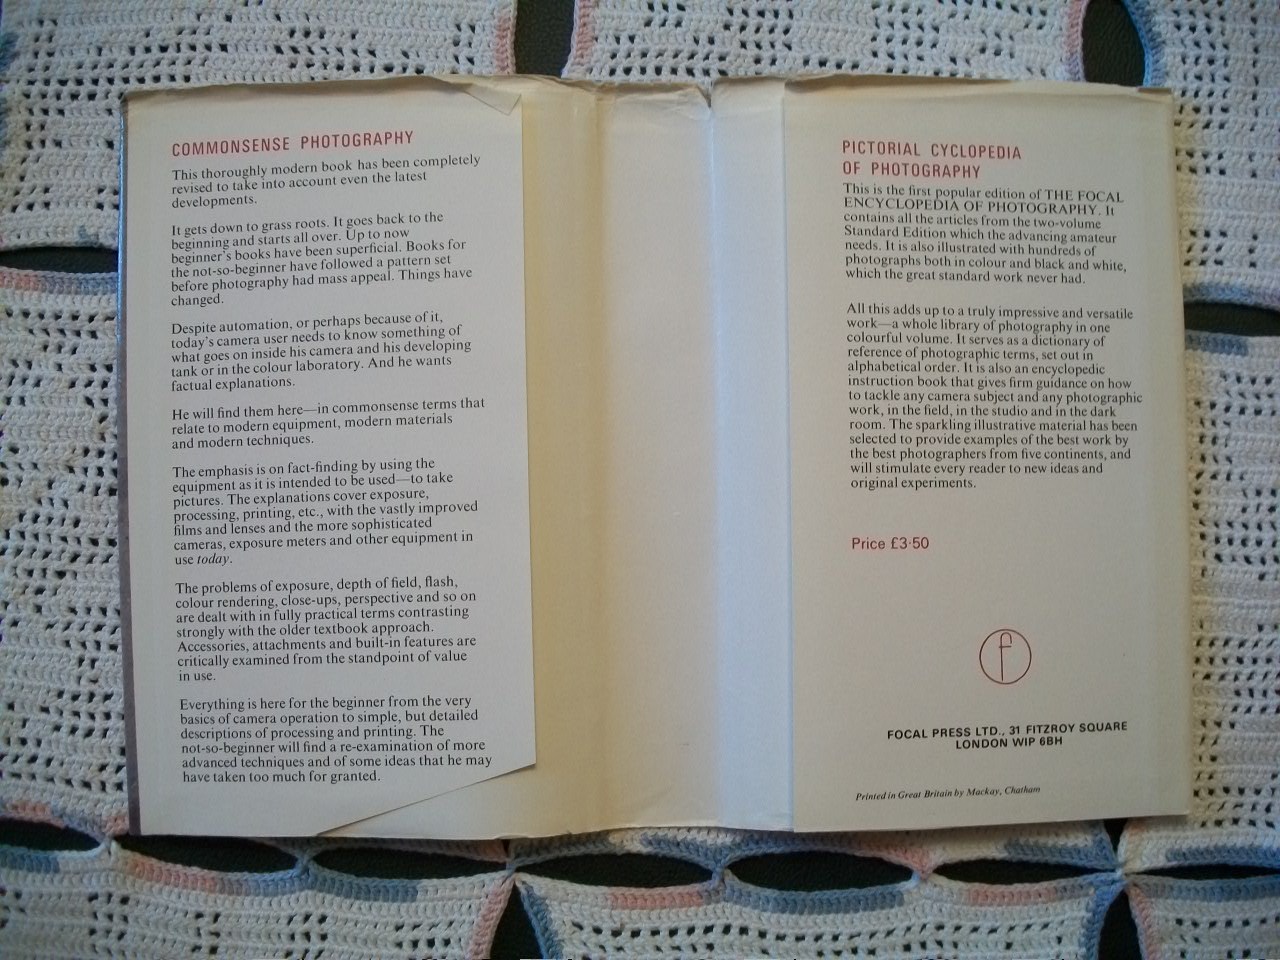 COMMONSENSE PHOTOGRAPHY
This thoroughly modern book has been completely
revised to take into account even the latest
developments.
It gets down to grass roots. It goes back to the
beginning and starts all over. Up to now
beginner's books have been superficial. Books for
the not-so-beginner have followed a pattern set
before photography had mass appeal. Things have
changed.
Despite automation, or perhaps because of it,
today's camera user needs to know something of
what goes on inside his camera and his developing
tank or in the colour laboratory. And he wants
factual explanations.
He will find them here—in commonsense terms that
relate to modern equipment, modern materials
and modern techniques.
The emphasis is on fact-finding by using the
equipment as it is intended to be used—to take
pictures. The explanations cover exposure,
processing, printing, etc., with the vastly improved
films and lenses and the more sophisticated
cameras, exposure meters and other equipment in
use today.
The problems of exposure, depth of field, flash,
colour rendering, close-ups, perspective and so on
are dealt with in fully practical terms contrasting
strongly with the older textbook approach.
Accessories, attachments and built-in features are
critically examined from the standpoint of value
in use.
Everything is here for the beginner from the very
basics of camera operation to simple, but detailed
descriptions of processing and printing. The
not-so-beginner will find a re-examination of more
advanced techniques and of some ideas that he may
have taken too much for granted.
PICTORIAL CYCLOPEDIA
OF PHOTOGRAPHY
This is the first popular edition of THE FOCAL
ENCYCLOPEDIA OF PHOTOGRAPHY. It
contains all the articles from the two-volume
Standard Edition which the advancing amateur
needs. It is also illustrated with hundreds of
photographs both in colour and black and white,
which the great standard work never had.
All this adds up to a truly impressive and versatile
work—a whole library of photography in one
colourful volume. It serves as a dictionary of
reference of photographic terms, set out in
alphabetical order. It is also an encyclopedic
instruction book that gives firm guidance on how
to tackle any camera subject and any photographic
work, in the field, in the studio and in the dark
room. The sparkling illustrative material has been
selected to provide examples of the best work by
the best photographers from five continents, and
will stimulate every reader to new ideas and
original experiments.
Price £3·50
f
FOCAL PRESS LTD., 31 FITZROY SQUARE
LONDON WIP 6BH
Printed in Great Britain by Mackay, Chatham